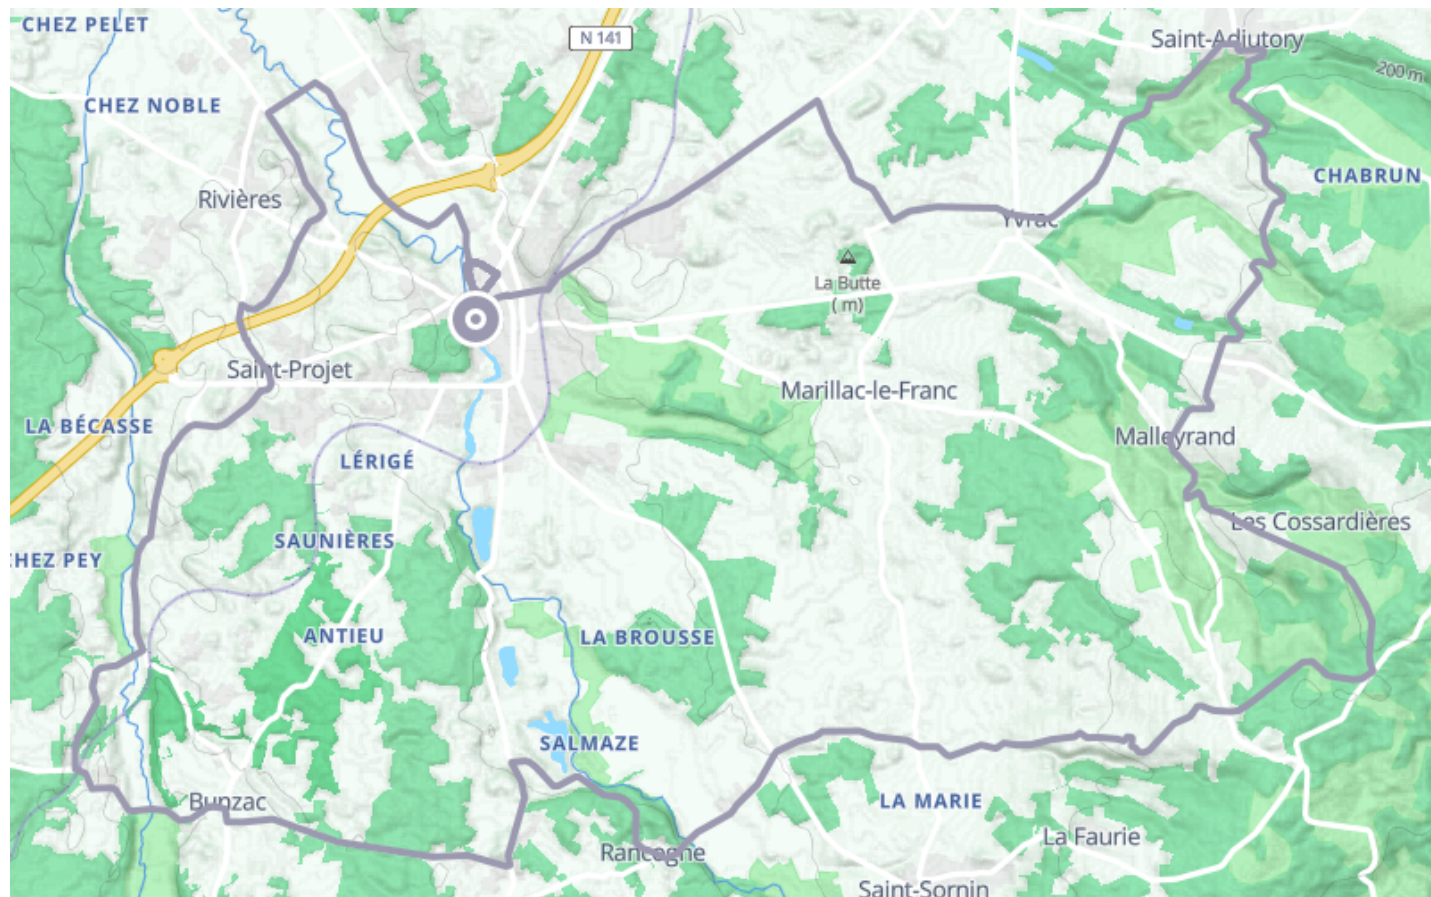 CHEZ PELET
N 141
Saint-Adjutory
200 m
CHEZ NOBLE
CHABRUN
Rivières
Yvrac
La Butte
( m)
Saint-Projet
Marillac-le-Franc
LA BÉCASSE
Malleyrand
LÉRIGÉ
Les Cossardières
SAUNIÈRES
CHEZ PEY
ANTIEU
LA BROUSSE
SALMAZE
Bunzac
LA MARIE
La Faurie
Rancogne
Saint-Sornin